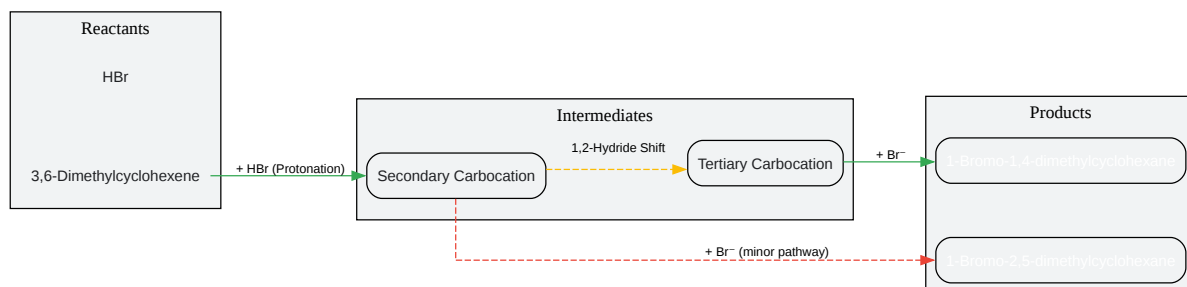 Reactants
HBr
3,6-Dimethylcyclohexene
+ HBr (Protonation)
Intermediates
Secondary Carbocation
1,2-Hydride Shift
Tertiary Carbocation
+ Br⁻
+ Br⁻ (minor pathway)
Products
1-Bromo-1,4-dimethylcyclohexane
1-Bromo-2,5-dimethylcyclohexane